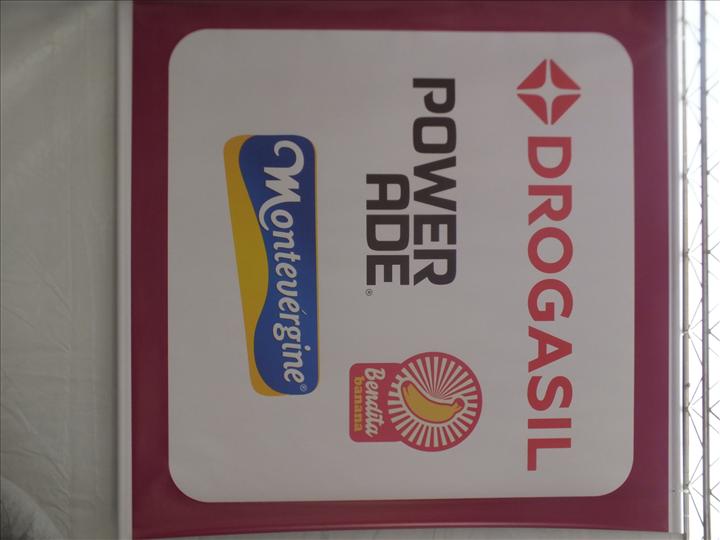 DROGASIL
POWER
ADE®
Bendita
banana
Montevérgine®